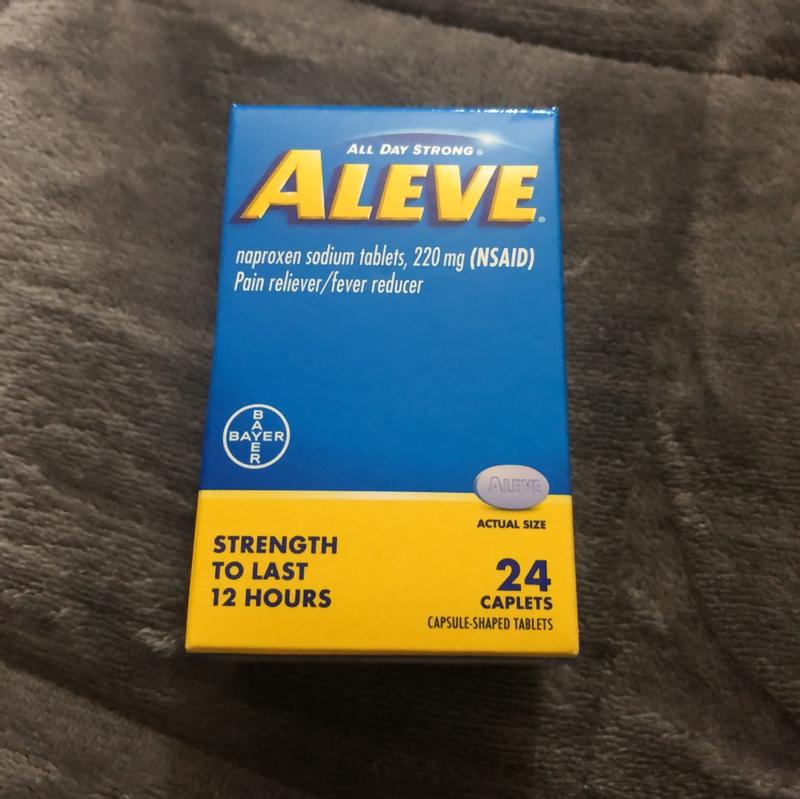 ALL DAY STRONG®
ALEVE®
naproxen sodium tablets, 220 mg (NSAID)
Pain reliever/fever reducer
BAYER
BAYER
ALEVE
ACTUAL SIZE
STRENGTH
TO LAST
12 HOURS
24
CAPLETS
CAPSULE-SHAPED TABLETS